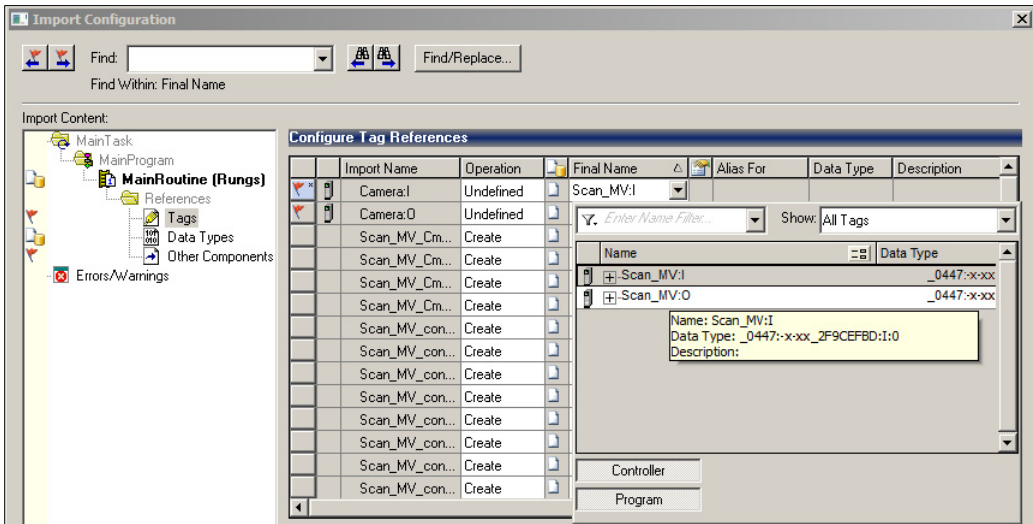 Import Configuration
Find:
Find/Replace...
Find Within: Final Name
Import Content:
MainTask
MainProgram
MainRoutine (Rungs)
References
Tags
Data Types
Other Components
Errors/Warnings
Configure Tag References
Import Name Operation Final Name Alias For Data Type Description
Camera:I Undefined Scan_MV:I
Camera:O Undefined
Scan_MV_Cm... Create
Scan_MV_Cm... Create
Scan_MV_Cm... Create
Scan_MV_Cm... Create
Scan_MV_con... Create
Scan_MV_con... Create
Scan_MV_con... Create
Scan_MV_con... Create
Scan_MV_con... Create
Scan_MV_con... Create
Scan_MV_con... Create
Scan_MV_con... Create
Enter Name Filter... Show: All Tags
Name Data Type
Scan_MV:I _0447:-x-xx
Scan_MV:O _0447:-x-xx
Name: Scan_MV:I
Data Type: _0447:-x-xx_2F9CEFBD:I:0
Description:
Controller
Program